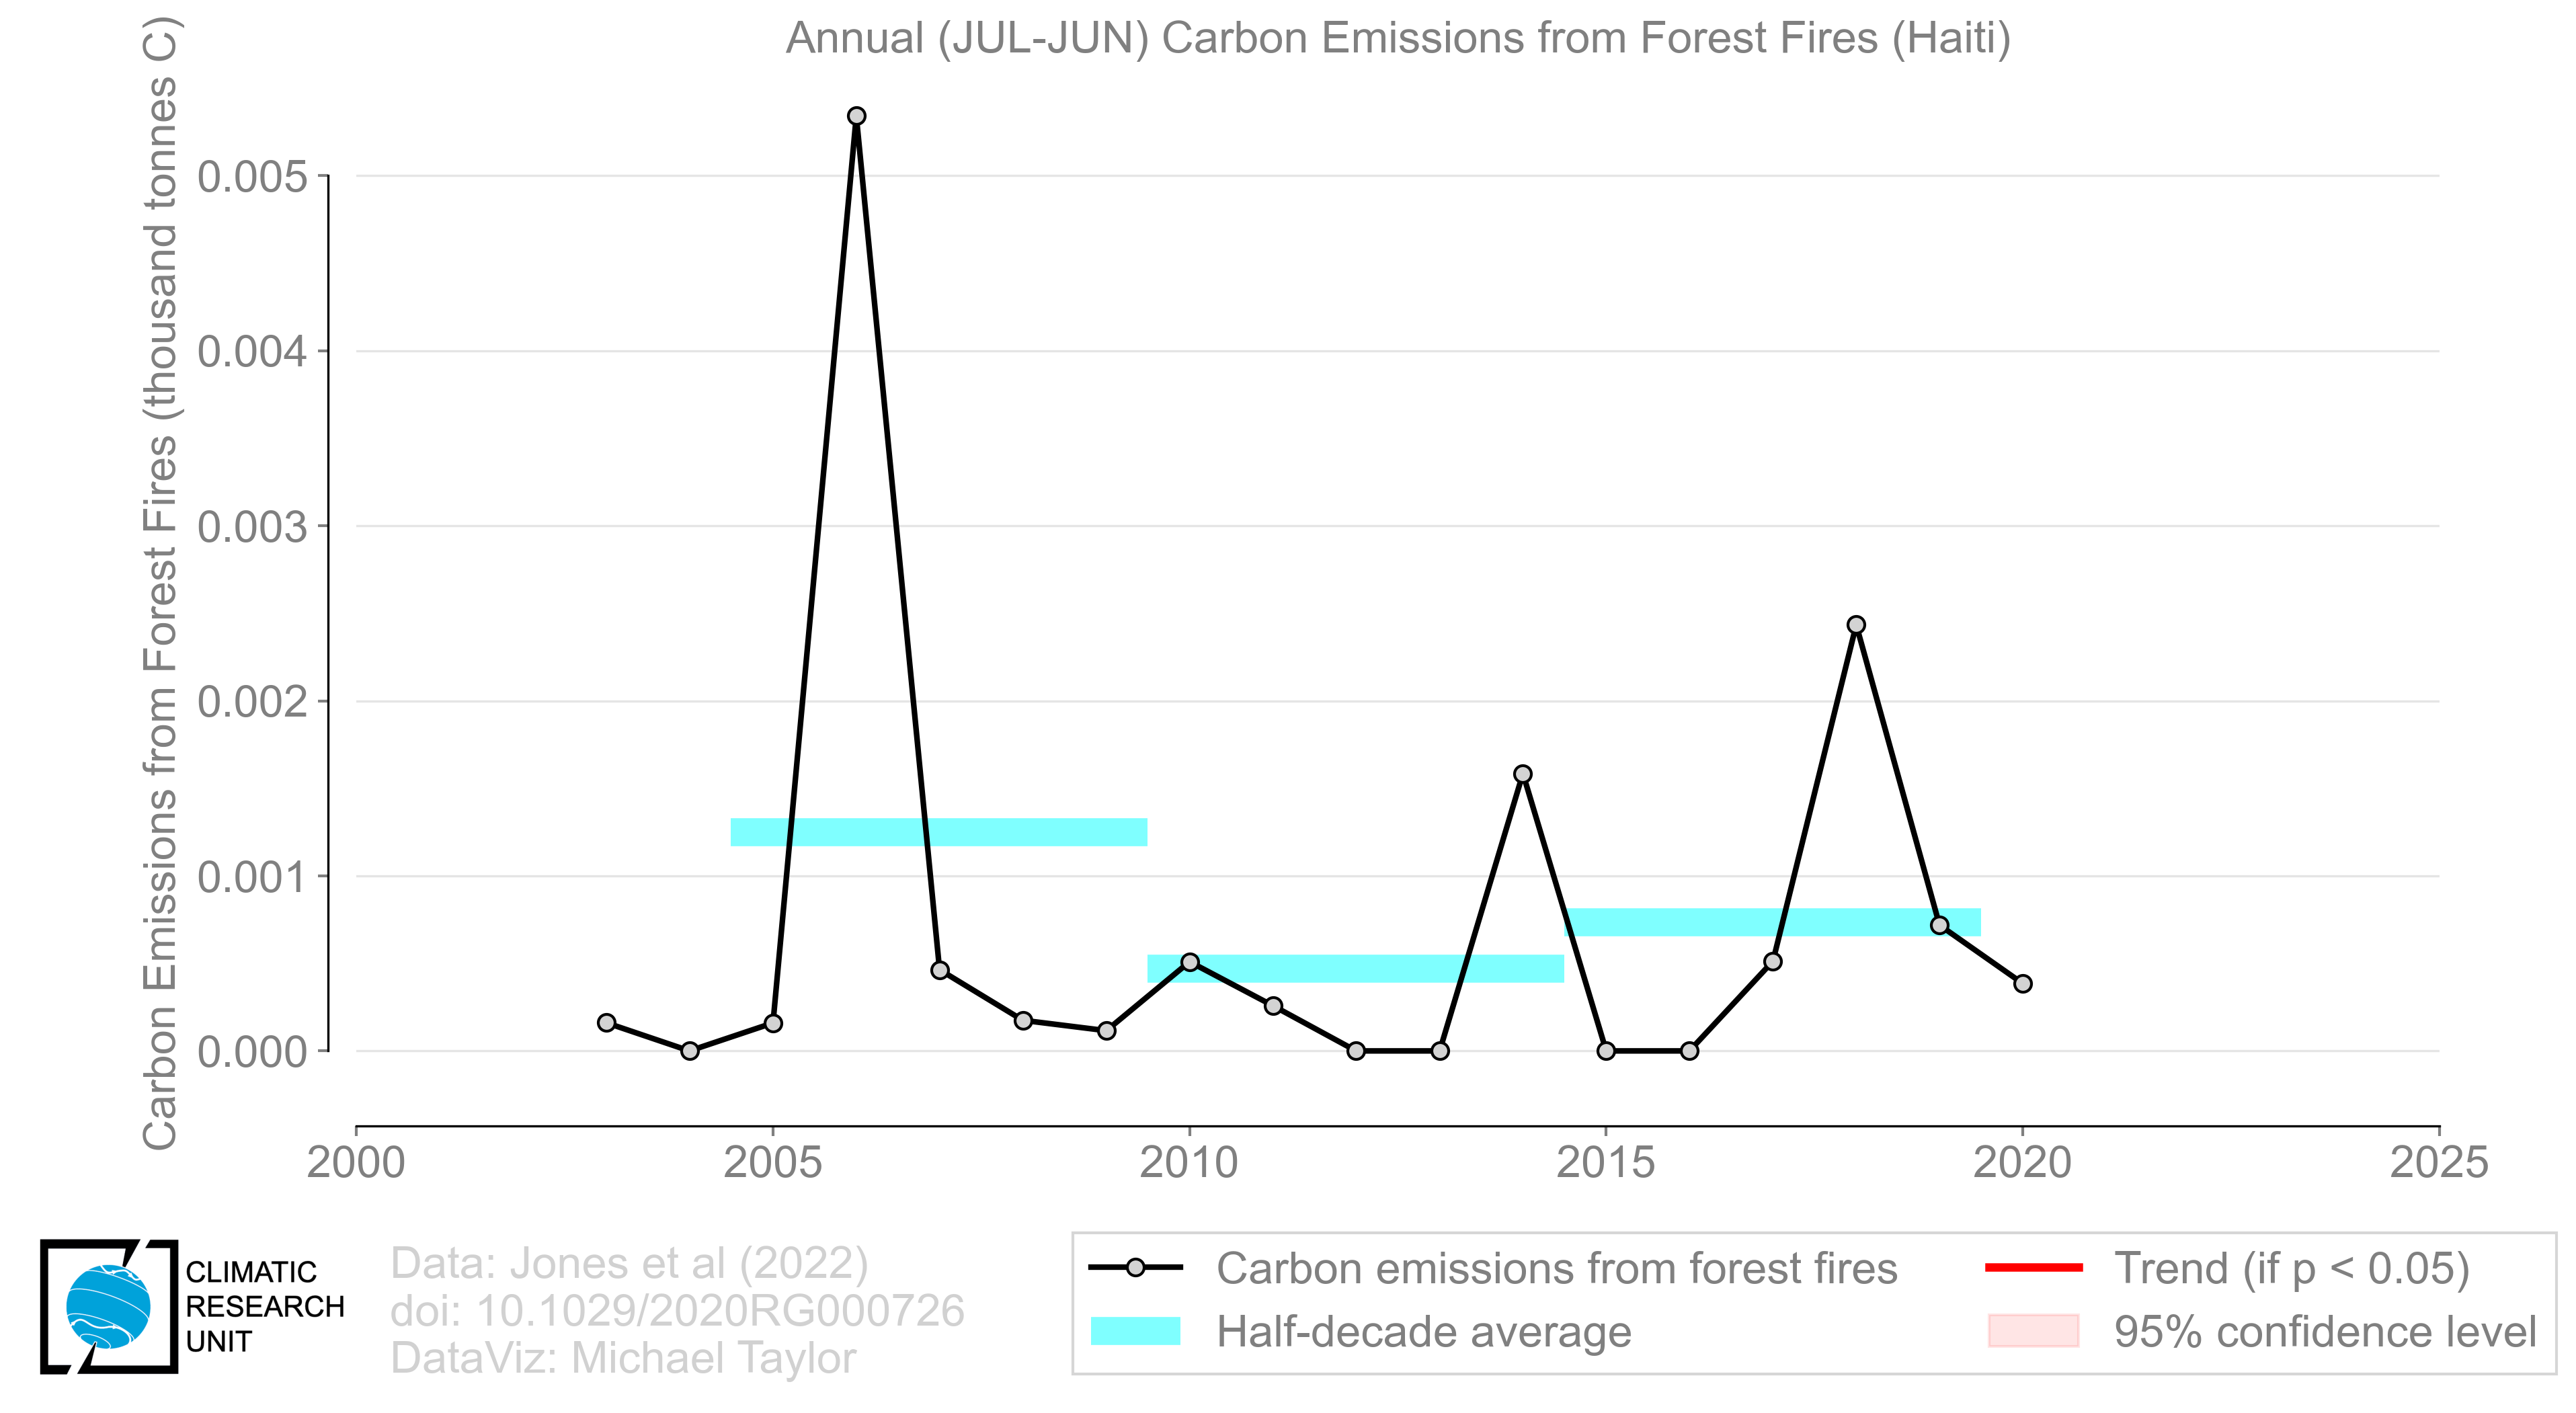 Annual (JUL-JUN) Carbon Emissions from Forest Fires (Haiti)
Carbon Emissions from Forest Fires (thousand tonnes C)
0.005
0.004
0.003
0.002
0.001
0.000
2000 2005 2010 2015 2020 2025
CLIMATIC
RESEARCH
UNIT
Data: Jones et al (2022)
doi: 10.1029/2020RG000726
DataViz: Michael Taylor
Carbon emissions from forest fires
Half-decade average
Trend (if p < 0.05)
95% confidence level